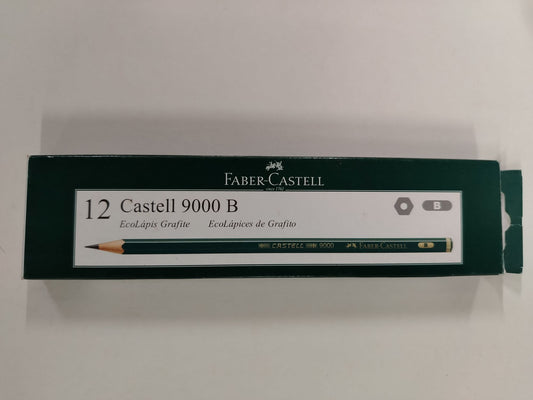 FABER-CASTELL
since 1761
12 Castell 9000 B
EcoLápis Grafite EcoLápices de Grafito
B
CASTELL 9000 FABER-CASTELL B